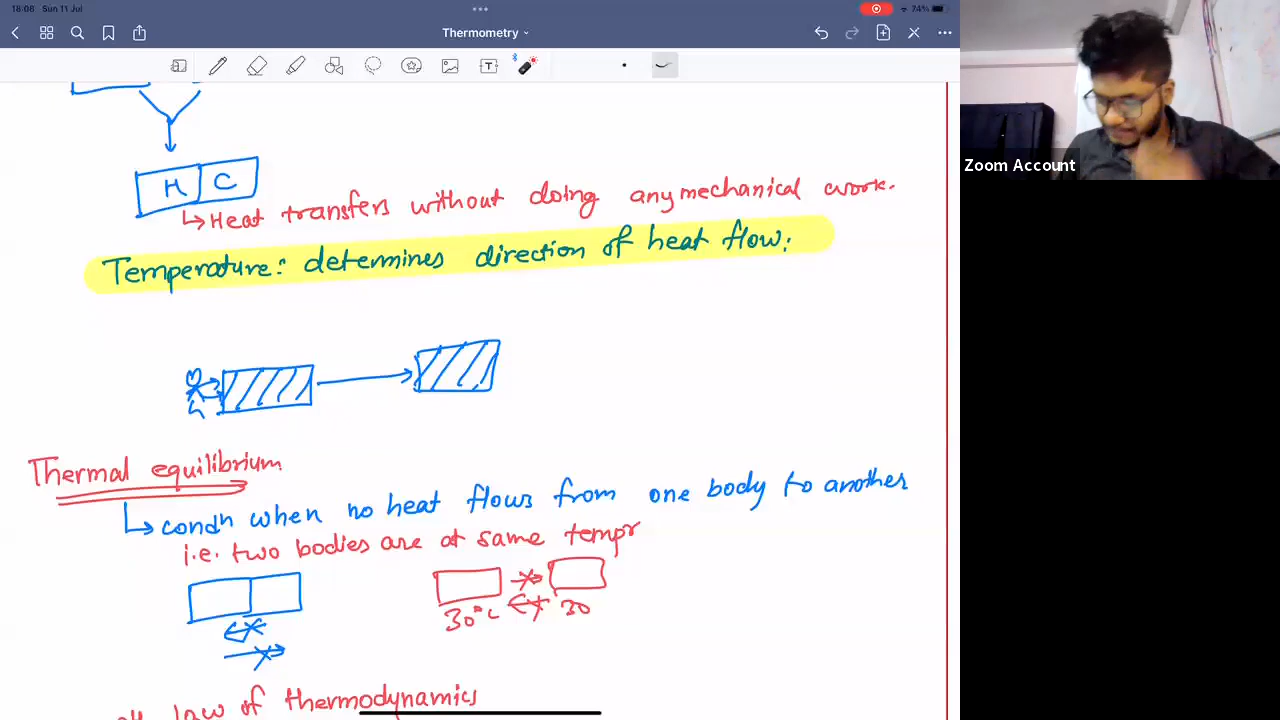 18:08 Sun 11 Jul
74%
Thermometry
T
Zoom Account
H C
Heat transfers without doing any mechanical work.
Temperature: determines direction of heat flow.
Thermal equilibrium
condn when no heat flows from one body to another
i.e. two bodies are at same tempr
30°c 30
law of thermodynamics